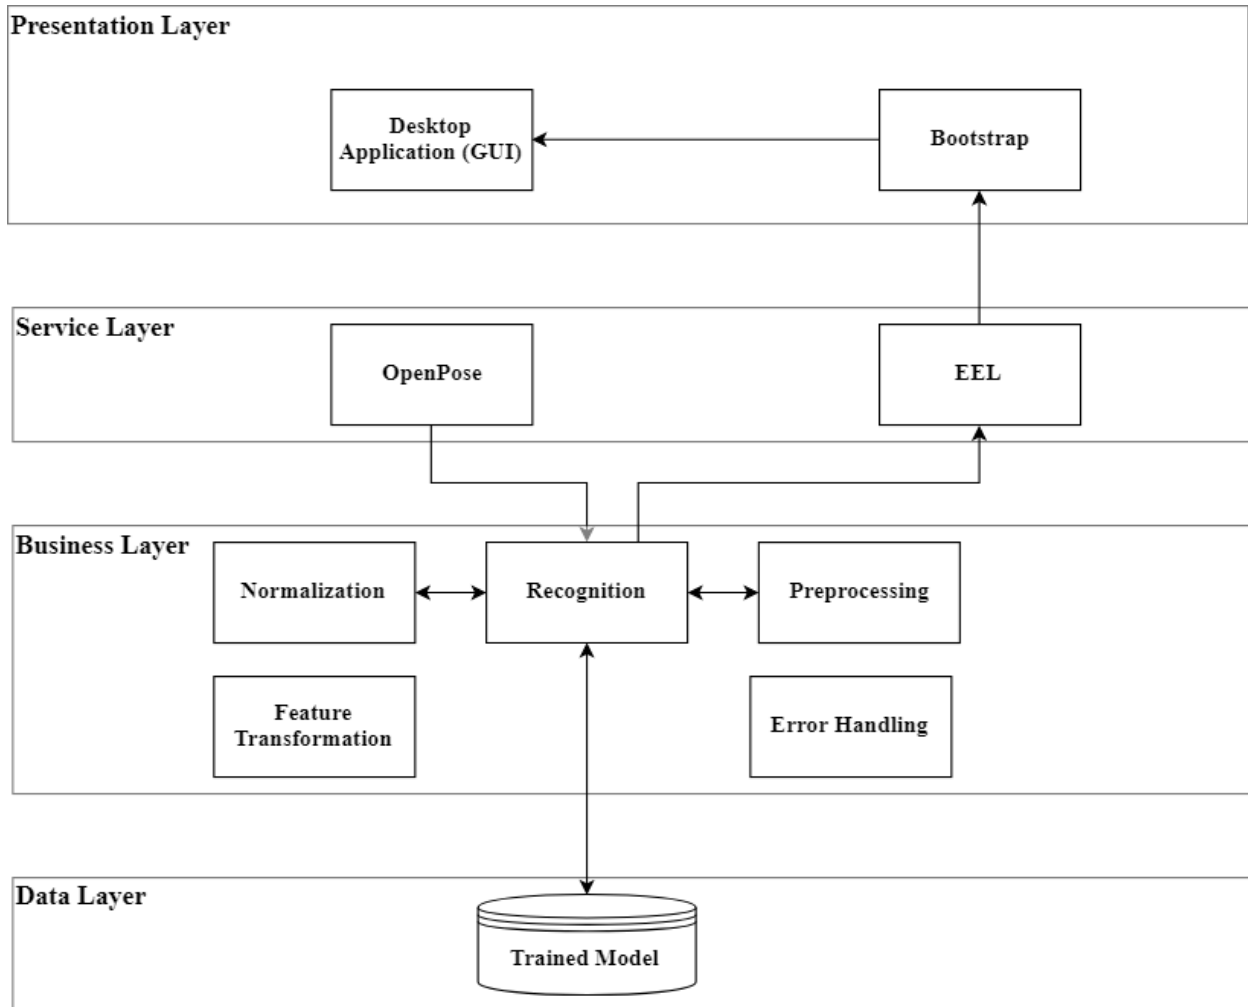 Presentation Layer
Desktop
Application (GUI)
Bootstrap
Service Layer
OpenPose
EEL
Business Layer
Normalization
Recognition
Preprocessing
Feature
Transformation
Error Handling
Data Layer
Trained Model